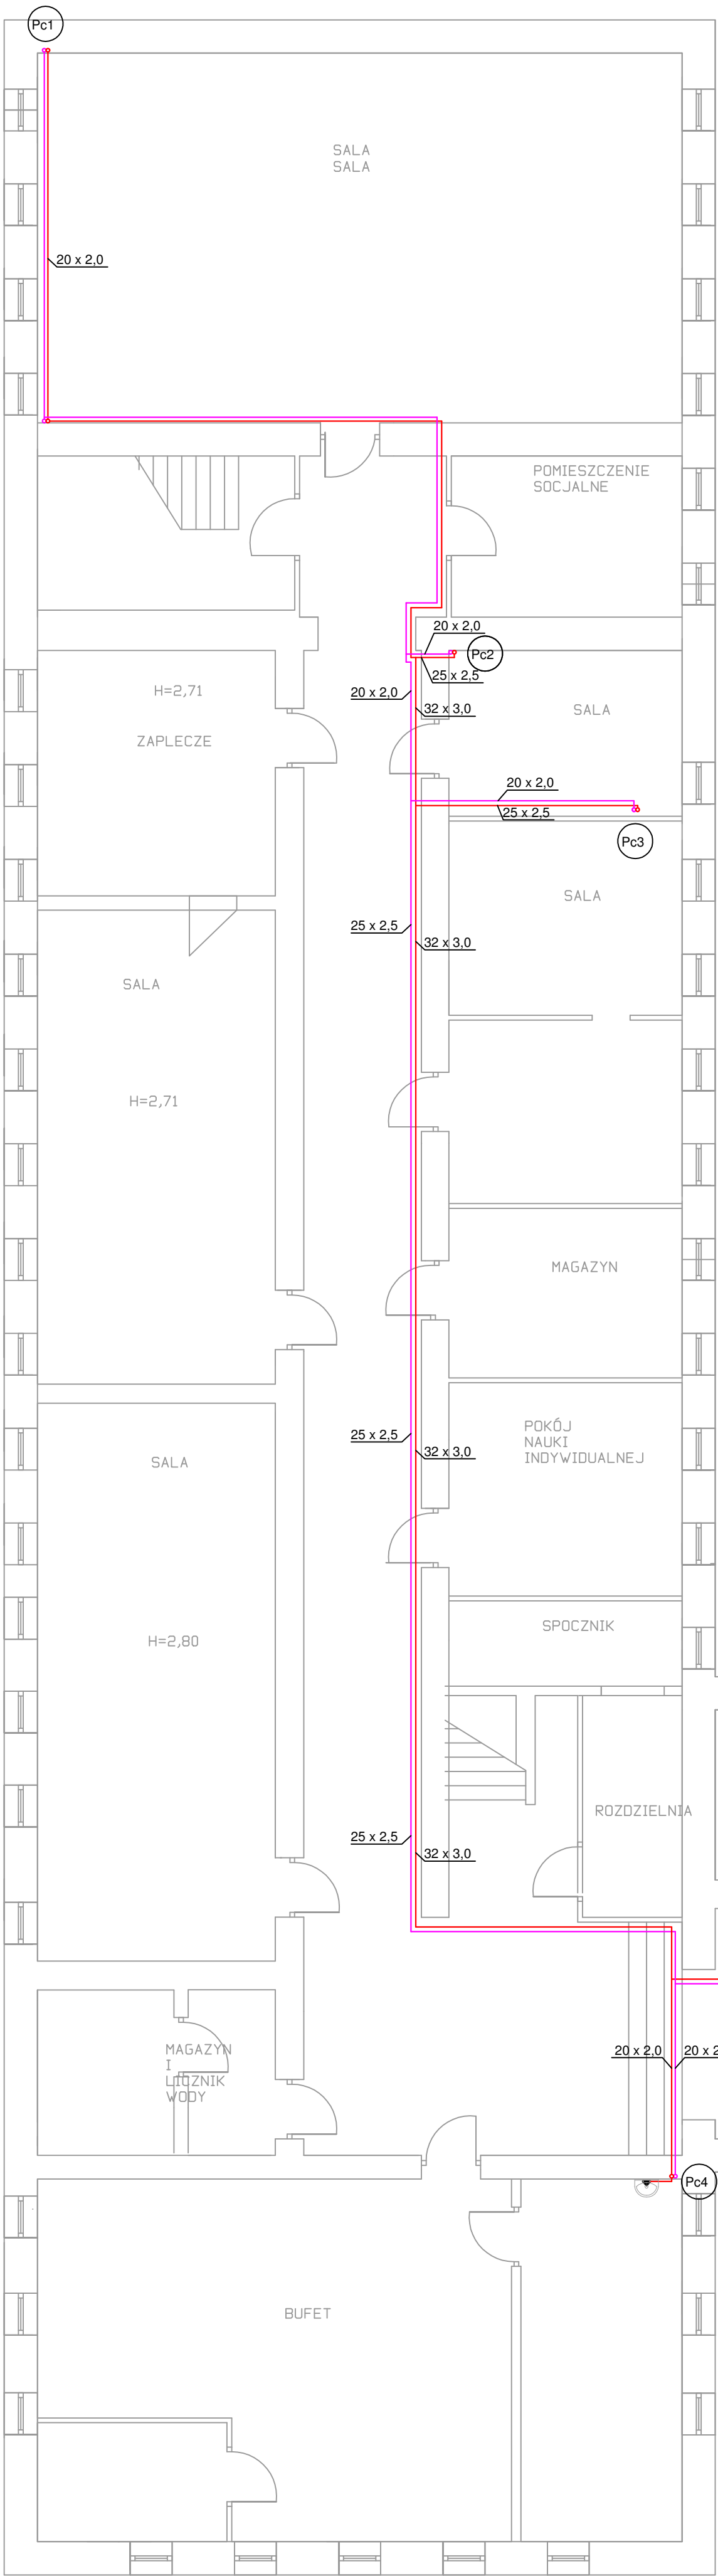 Pc1
SALA
SALA
20 x 2,0
POMIESZCZENIE
SOCJALNE
20 x 2,0
Pc2
25 x 2,5
H=2,71
20 x 2,0
32 x 3,0
SALA
ZAPLECZE
20 x 2,0
25 x 2,5
Pc3
SALA
25 x 2,5
32 x 3,0
SALA
H=2,71
MAGAZYN
POKÓJ
NAUKI
INDYWIDUALNEJ
25 x 2,5
32 x 3,0
SALA
SPOCZNIK
H=2,80
ROZDZIELNIA
25 x 2,5
32 x 3,0
MAGAZYN
I
LICZNIK
WODY
20 x 2,0
20 x 2
Pc4
BUFET